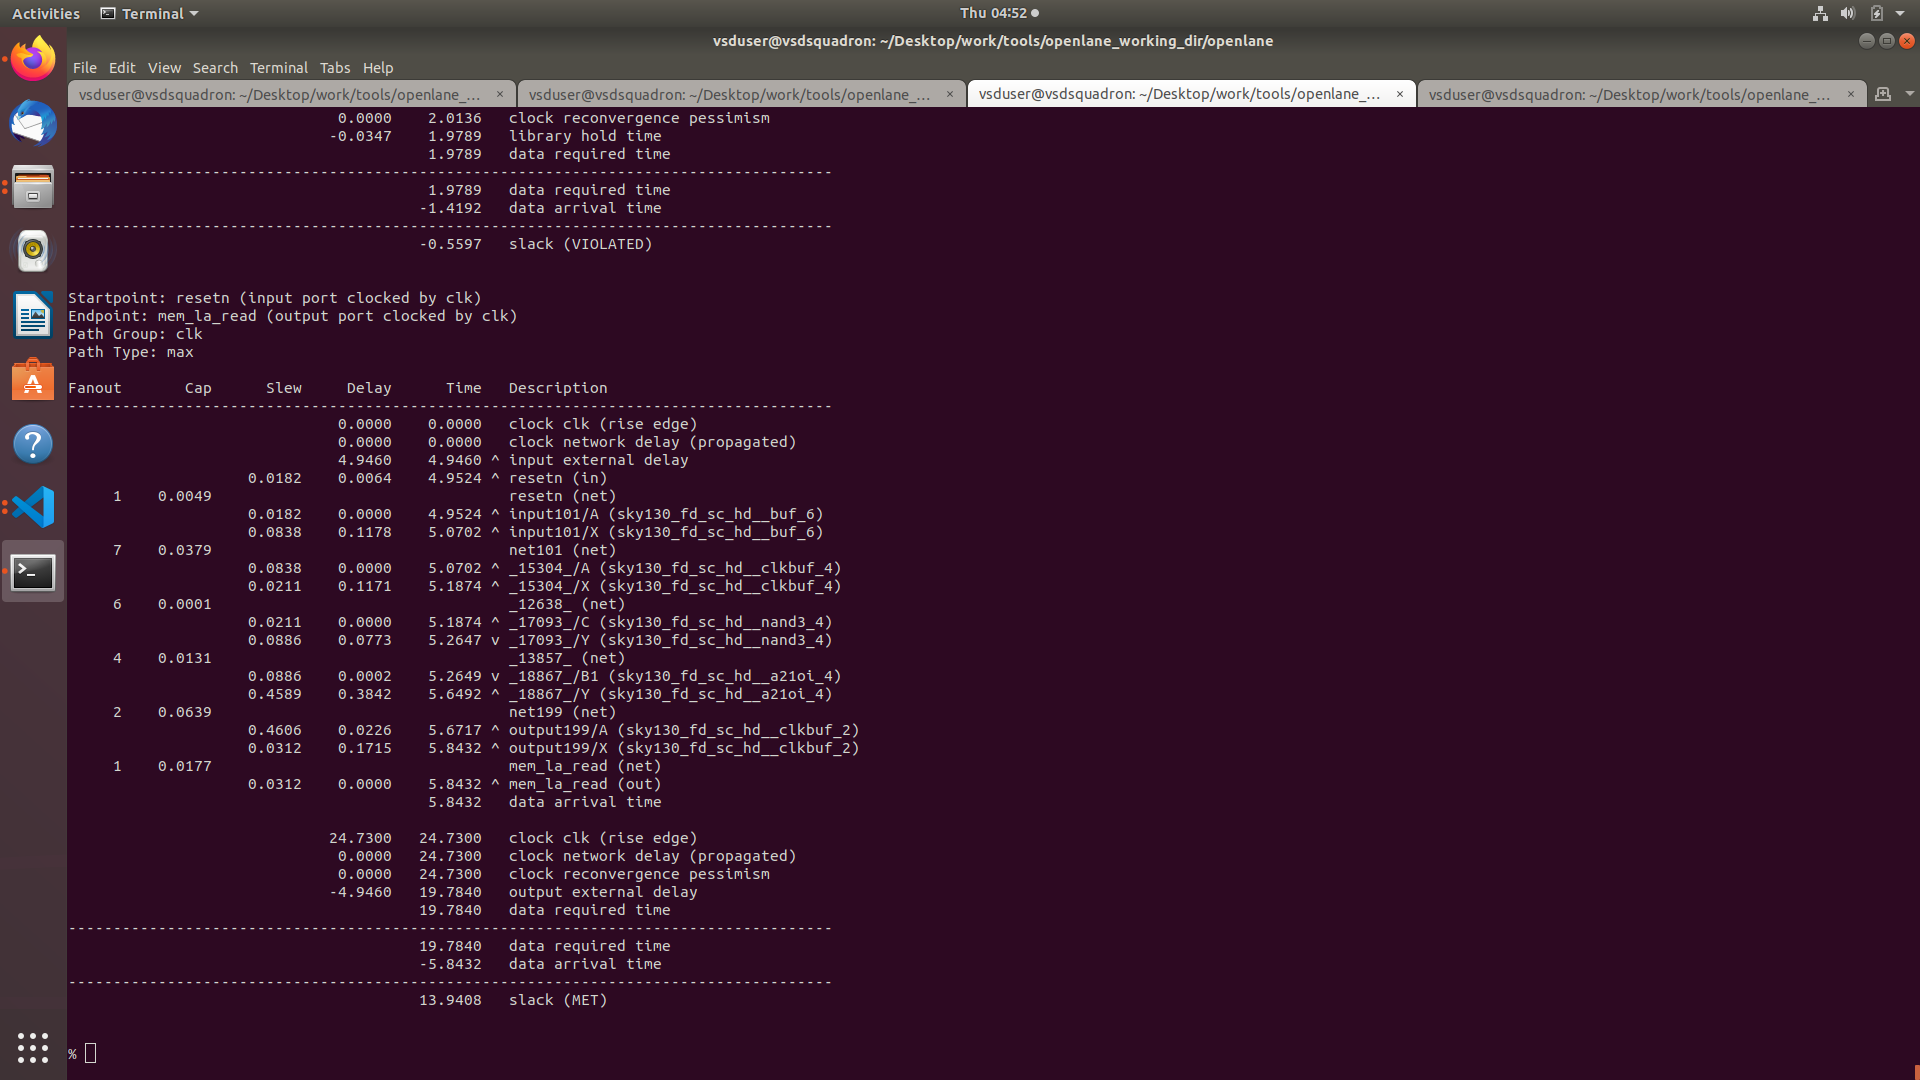 Activities Terminal Thu 04:52
vsduser@vsdsquadron: ~/Desktop/work/tools/openlane_working_dir/openlane
File Edit View Search Terminal Tabs Help
vsduser@vsdsquadron: ~/Desktop/work/tools/openlane_... × vsduser@vsdsquadron: ~/Desktop/work/tools/openlane_... × vsduser@vsdsquadron: ~/Desktop/work/tools/openlane_... × vsduser@vsdsquadron: ~/Desktop/work/tools/openlane_... ×
                              0.0000    2.0136   clock reconvergence pessimism
                             -0.0347    1.9789   library hold time
                                        1.9789   data required time
-------------------------------------------------------------------------------------
                                        1.9789   data required time
                                       -1.4192   data arrival time
-------------------------------------------------------------------------------------
                                       -0.5597   slack (VIOLATED)
Startpoint: resetn (input port clocked by clk)
Endpoint: mem_la_read (output port clocked by clk)
Path Group: clk
Path Type: max
Fanout       Cap      Slew     Delay      Time   Description
-------------------------------------------------------------------------------------
                              0.0000    0.0000   clock clk (rise edge)
                              0.0000    0.0000   clock network delay (propagated)
                              4.9460    4.9460 ^ input external delay
                    0.0182    0.0064    4.9524 ^ resetn (in)
     1    0.0049                                 resetn (net)
                    0.0182    0.0000    4.9524 ^ input101/A (sky130_fd_sc_hd__buf_6)
                    0.0838    0.1178    5.0702 ^ input101/X (sky130_fd_sc_hd__buf_6)
     7    0.0379                                 net101 (net)
                    0.0838    0.0000    5.0702 ^ _15304_/A (sky130_fd_sc_hd__clkbuf_4)
                    0.0211    0.1171    5.1874 ^ _15304_/X (sky130_fd_sc_hd__clkbuf_4)
     6    0.0001                                 _12638_ (net)
                    0.0211    0.0000    5.1874 ^ _17093_/C (sky130_fd_sc_hd__nand3_4)
                    0.0886    0.0773    5.2647 v _17093_/Y (sky130_fd_sc_hd__nand3_4)
     4    0.0131                                 _13857_ (net)
                    0.0886    0.0002    5.2649 v _18867_/B1 (sky130_fd_sc_hd__a21oi_4)
                    0.4589    0.3842    5.6492 ^ _18867_/Y (sky130_fd_sc_hd__a21oi_4)
     2    0.0639                                 net199 (net)
                    0.4606    0.0226    5.6717 ^ output199/A (sky130_fd_sc_hd__clkbuf_2)
                    0.0312    0.1715    5.8432 ^ output199/X (sky130_fd_sc_hd__clkbuf_2)
     1    0.0177                                 mem_la_read (net)
                    0.0312    0.0000    5.8432 ^ mem_la_read (out)
                                        5.8432   data arrival time
                             24.7300   24.7300   clock clk (rise edge)
                              0.0000   24.7300   clock network delay (propagated)
                              0.0000   24.7300   clock reconvergence pessimism
                             -4.9460   19.7840   output external delay
                                       19.7840   data required time
-------------------------------------------------------------------------------------
                                       19.7840   data required time
                                       -5.8432   data arrival time
-------------------------------------------------------------------------------------
                                       13.9408   slack (MET)
%